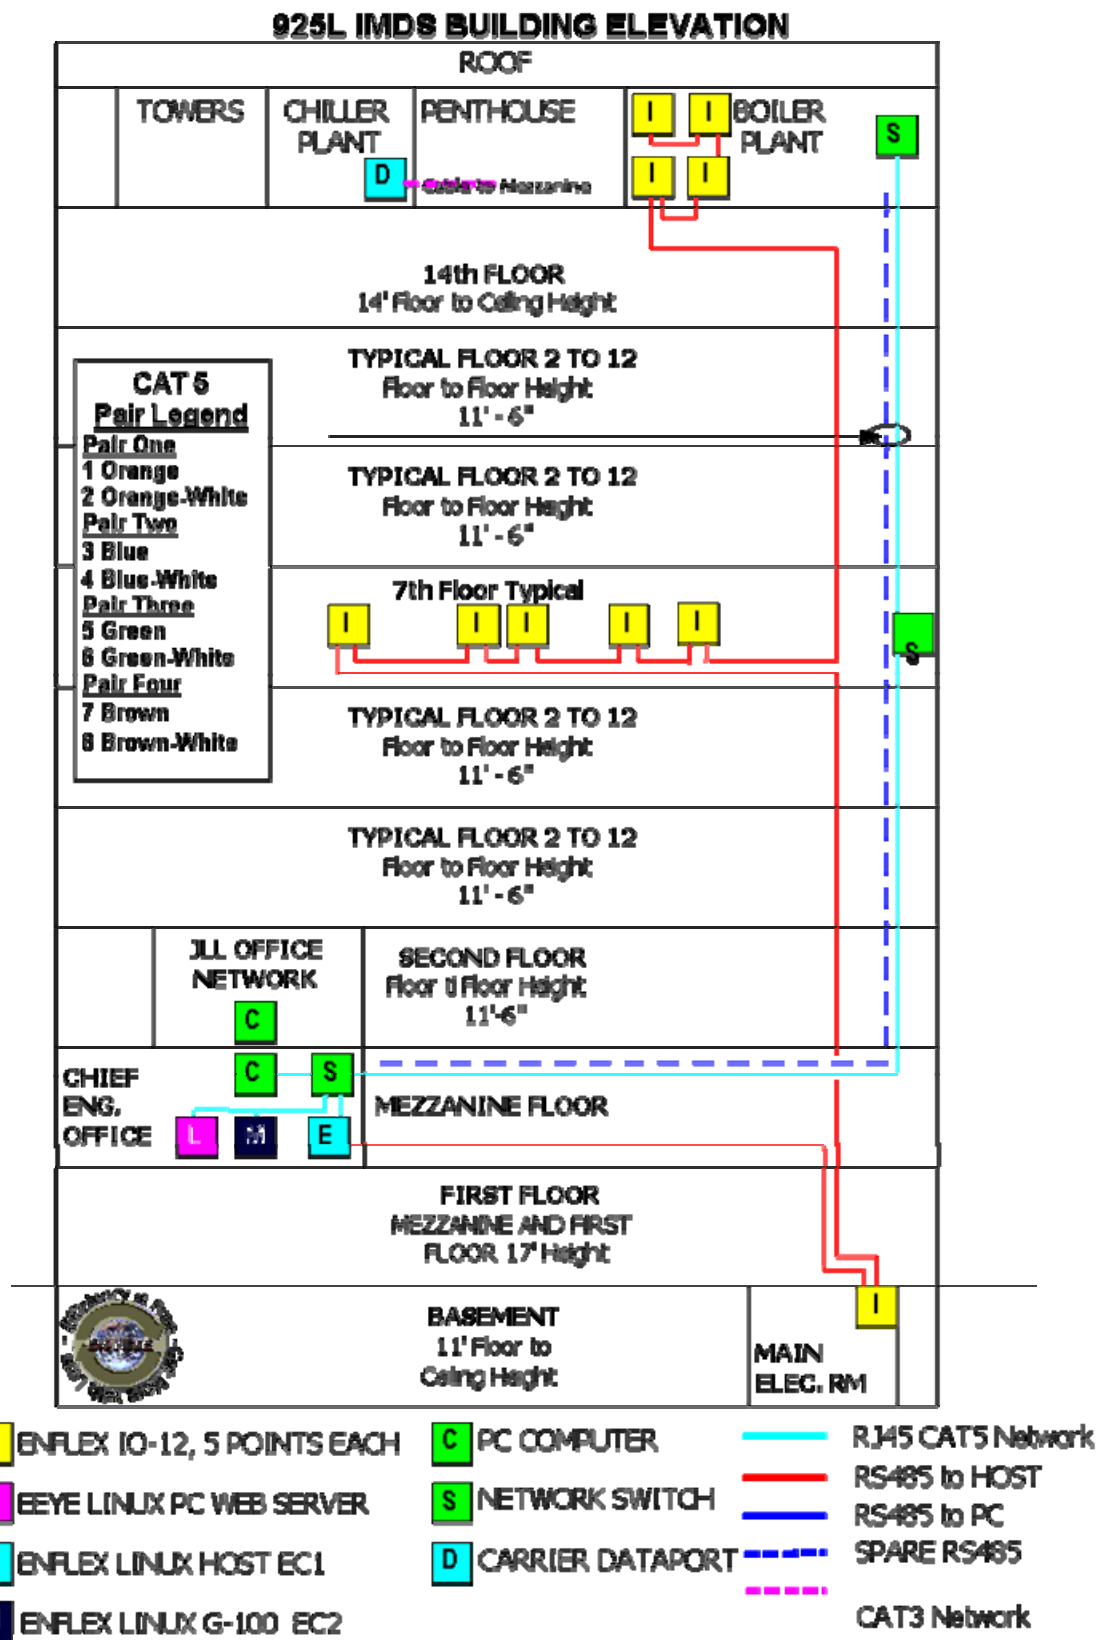 925L IMDS BUILDING ELEVATION
ROOF
TOWERS
CHILLER
PLANT
D
PENTHOUSE
Cable to Mezzanine
I
I
I
I
BOILER
PLANT
S
14th FLOOR
14' Floor to Ceiling Height
TYPICAL FLOOR 2 TO 12
Floor to Floor Height
11' - 6"
CAT 5
Pair Legend
Pair One
1 Orange
2 Orange-White
Pair Two
3 Blue
4 Blue-White
Pair Three
5 Green
6 Green-White
Pair Four
7 Brown
8 Brown-White
TYPICAL FLOOR 2 TO 12
Floor to Floor Height
11' - 6"
7th Floor Typical
I
I
I
I
I
S
TYPICAL FLOOR 2 TO 12
Floor to Floor Height
11' - 6"
TYPICAL FLOOR 2 TO 12
Floor to Floor Height
11' - 6"
JLL OFFICE
NETWORK
C
SECOND FLOOR
Floor ti Floor Height
11'-6"
CHIEF
ENG.
OFFICE
C
S
L
M
E
MEZZANINE FLOOR
FIRST FLOOR
MEZZANINE AND FIRST
FLOOR 17' Height
BASEMENT
11' Floor to
Ceiling Height
I
MAIN
ELEC. RM
ENFLEX IO-12, 5 POINTS EACH
EEYE LINUX PC WEB SERVER
ENFLEX LINUX HOST EC1
ENFLEX LINUX G-100 EC2
C PC COMPUTER
S NETWORK SWITCH
D CARRIER DATAPORT
RJ45 CAT5 Network
RS485 to HOST
RS485 to PC
SPARE RS485
CAT3 Network